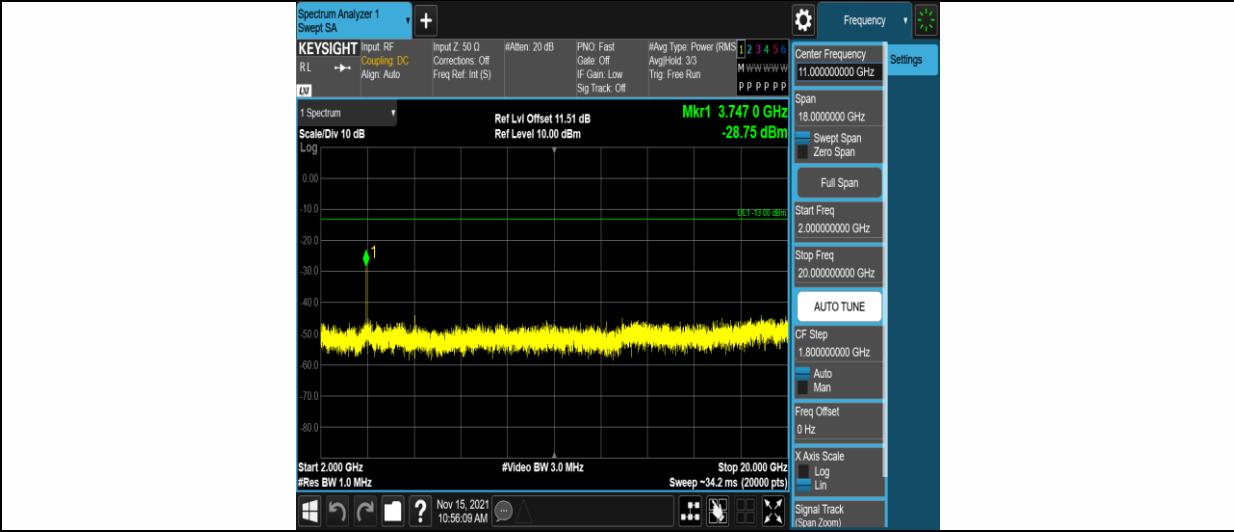 Spectrum Analyzer 1
Swept SA
+
Frequency
KEYSIGHT
RL
LXI
Input: RF
Coupling: DC
Align: Auto
Input Z: 50 Ω
Corrections: Off
Freq Ref: Int (S)
#Atten: 20 dB
PNO: Fast
Gate: Off
IF Gain: Low
Sig Track: Off
#Avg Type: Power (RMS
Avg|Hold: 3/3
Trig: Free Run
1 2 3 4 5 6
M W W W W W
P P P P P P
Center Frequency
11.000000000 GHz
Settings
Span
18.0000000 GHz
Swept Span
Zero Span
Full Span
Start Freq
2.000000000 GHz
Stop Freq
20.000000000 GHz
AUTO TUNE
CF Step
1.800000000 GHz
Auto
Man
Freq Offset
0 Hz
X Axis Scale
Log
Lin
Signal Track
(Span Zoom)
1 Spectrum
Scale/Div 10 dB
Ref Lvl Offset 11.51 dB
Ref Level 10.00 dBm
Mkr1 3.747 0 GHz
-28.75 dBm
Log
0.00
-10.0
DL1 -13.00 dBm
-20.0
1
-30.0
-40.0
-50.0
-60.0
-70.0
-80.0
Start 2.000 GHz
#Video BW 3.0 MHz
Stop 20.000 GHz
#Res BW 1.0 MHz
Sweep ~34.2 ms (20000 pts)
?
Nov 15, 2021
10:56:09 AM